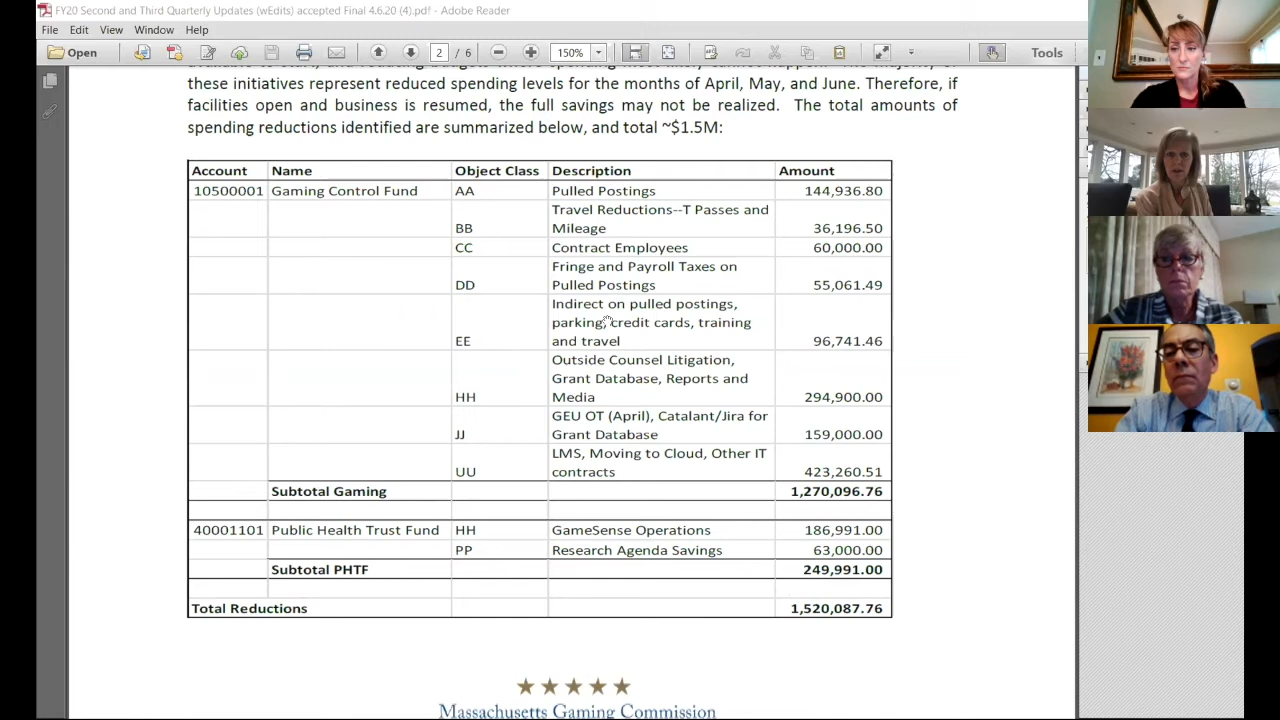 FY20 Second and Third Quarterly Updates (wEdits) accepted Final 4.6.20 (4).pdf - Adobe Reader
File Edit View Window Help
Open 2 / 6 150% Tools
these initiatives represent reduced spending levels for the months of April, May, and June. Therefore, if
facilities open and business is resumed, the full savings may not be realized. The total amounts of
spending reductions identified are summarized below, and total ~$1.5M:
Account Name Object Class Description Amount
10500001 Gaming Control Fund AA Pulled Postings 144,936.80
Travel Reductions--T Passes and
BB Mileage 36,196.50
CC Contract Employees 60,000.00
Fringe and Payroll Taxes on
DD Pulled Postings 55,061.49
Indirect on pulled postings,
parking, credit cards, training
EE and travel 96,741.46
Outside Counsel Litigation,
Grant Database, Reports and
HH Media 294,900.00
GEU OT (April), Catalant/Jira for
JJ Grant Database 159,000.00
LMS, Moving to Cloud, Other IT
UU contracts 423,260.51
Subtotal Gaming 1,270,096.76
40001101 Public Health Trust Fund HH GameSense Operations 186,991.00
PP Research Agenda Savings 63,000.00
Subtotal PHTF 249,991.00
Total Reductions 1,520,087.76
Massachusetts Gaming Commission